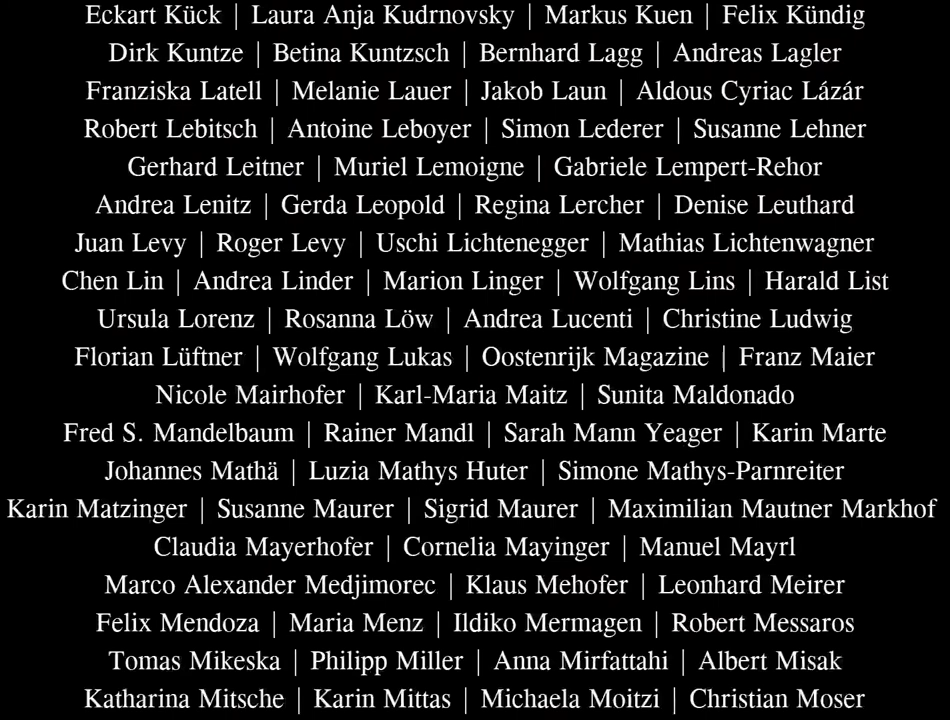 Eckart Kück | Laura Anja Kudrnovsky | Markus Kuen | Felix Kündig
Dirk Kuntze | Betina Kuntzsch | Bernhard Lagg | Andreas Lagler
Franziska Latell | Melanie Lauer | Jakob Laun | Aldous Cyriac Lázár
Robert Lebitsch | Antoine Leboyer | Simon Lederer | Susanne Lehner
Gerhard Leitner | Muriel Lemoigne | Gabriele Lempert-Rehor
Andrea Lenitz | Gerda Leopold | Regina Lercher | Denise Leuthard
Juan Levy | Roger Levy | Uschi Lichtenegger | Mathias Lichtenwagner
Chen Lin | Andrea Linder | Marion Linger | Wolfgang Lins | Harald List
Ursula Lorenz | Rosanna Löw | Andrea Lucenti | Christine Ludwig
Florian Lüftner | Wolfgang Lukas | Oostenrijk Magazine | Franz Maier
Nicole Mairhofer | Karl-Maria Maitz | Sunita Maldonado
Fred S. Mandelbaum | Rainer Mandl | Sarah Mann Yeager | Karin Marte
Johannes Mathä | Luzia Mathys Huter | Simone Mathys-Parnreiter
Karin Matzinger | Susanne Maurer | Sigrid Maurer | Maximilian Mautner Markhof
Claudia Mayerhofer | Cornelia Mayinger | Manuel Mayrl
Marco Alexander Medjimorec | Klaus Mehofer | Leonhard Meirer
Felix Mendoza | Maria Menz | Ildiko Mermagen | Robert Messaros
Tomas Mikeska | Philipp Miller | Anna Mirfattahi | Albert Misak
Katharina Mitsche | Karin Mittas | Michaela Moitzi | Christian Moser